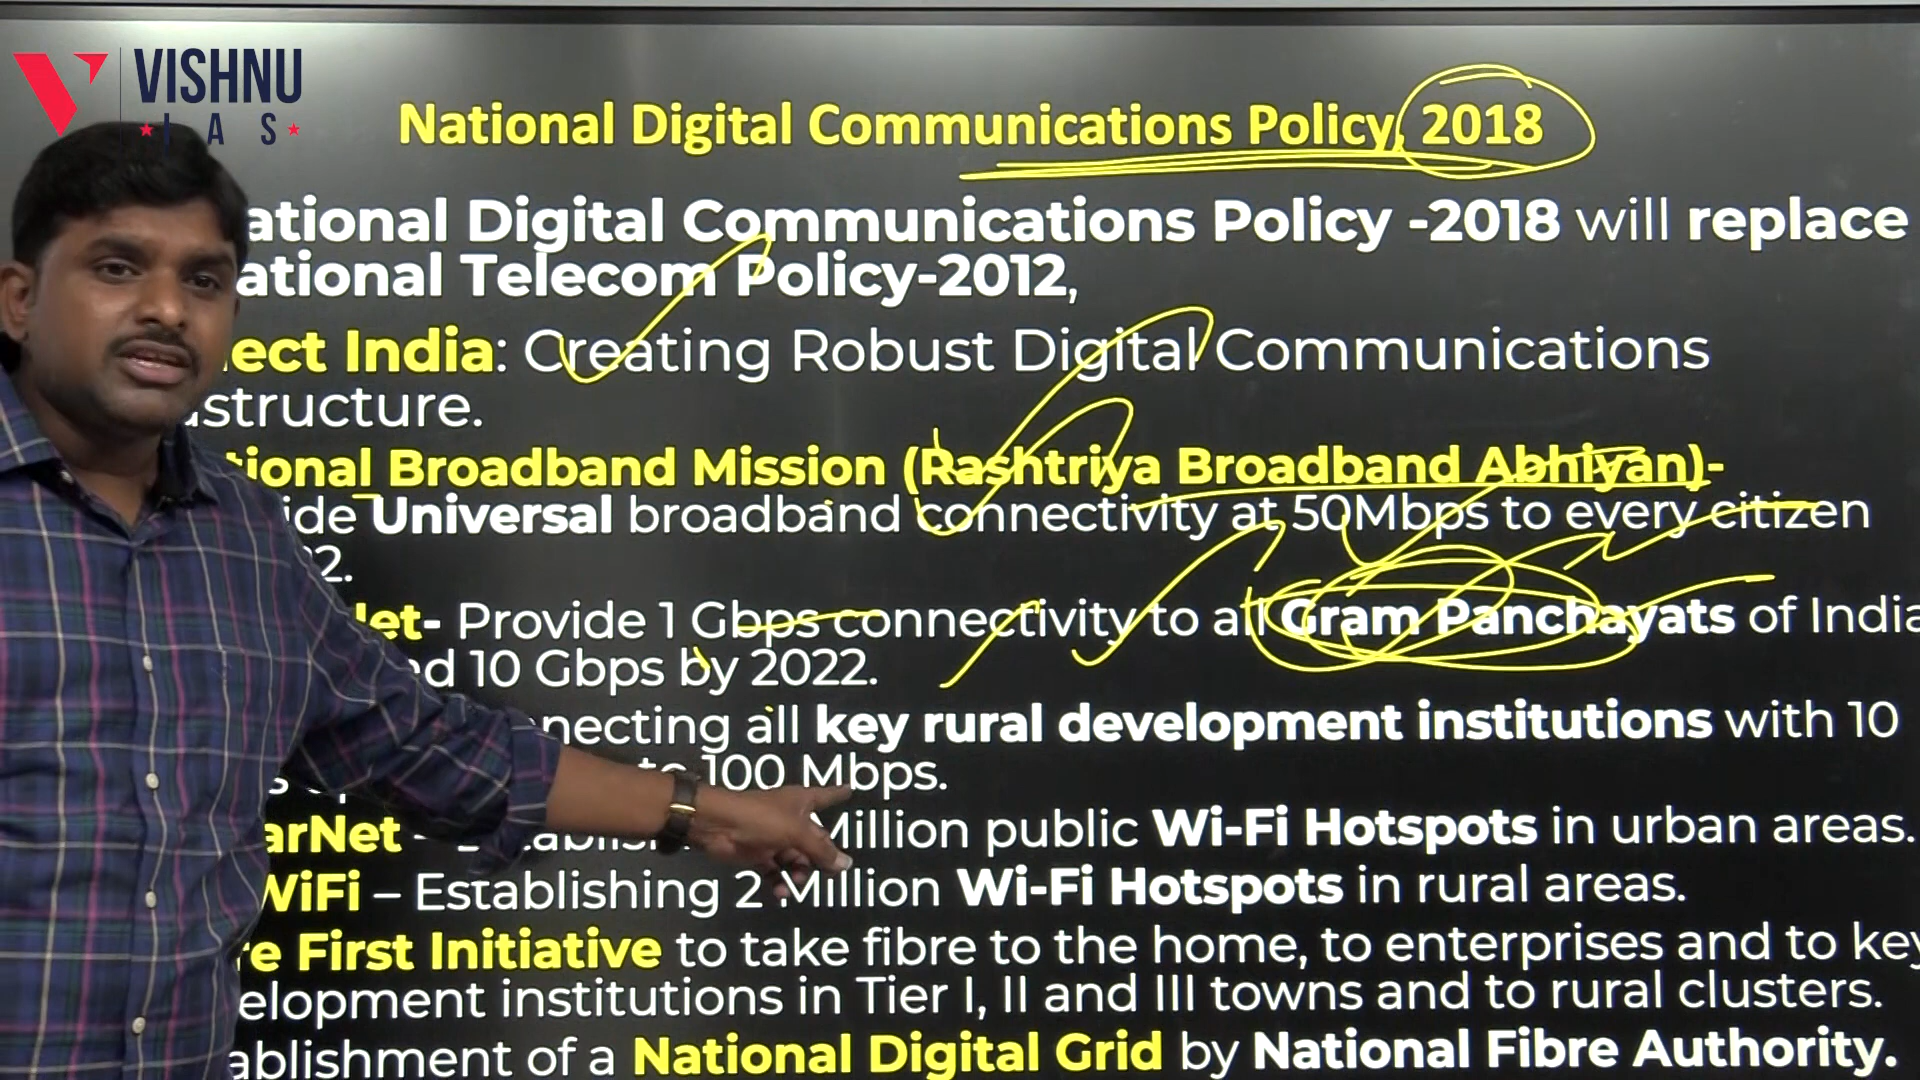 VISHNU
IAS
National Digital Communications Policy, 2018
ational Digital Communications Policy -2018 will replace
ational Telecom Policy-2012,
ect India: Creating Robust Digital Communications
structure.
tional Broadband Mission (Rashtriya Broadband Abhiyan)-
ide Universal broadband connectivity at 50Mbps to every citizen
2.
Net- Provide 1 Gbps connectivity to all Gram Panchayats of India
d 10 Gbps by 2022.
nnecting all key rural development institutions with 10
to 100 Mbps.
arNet - Million public Wi-Fi Hotspots in urban areas.
WiFi – Establishing 2 Million Wi-Fi Hotspots in rural areas.
re First Initiative to take fibre to the home, to enterprises and to key
elopment institutions in Tier I, II and III towns and to rural clusters.
ablishment of a National Digital Grid by National Fibre Authority.